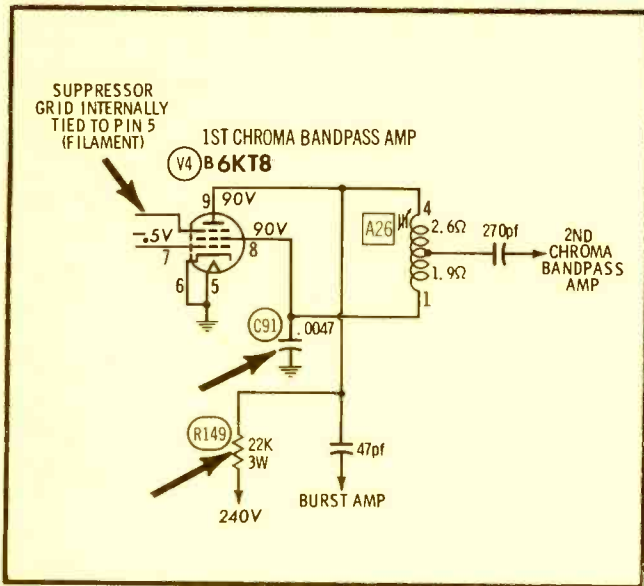 SUPPRESSOR
GRID INTERNALLY
TIED TO PIN 5
(FILAMENT)
1ST CHROMA BANDPASS AMP
V4 B 6KT8
9 90V
-.5V
90V
7
8
6
5
A26
4
2.6Ω
270pf
1.9Ω
1
2ND
CHROMA
BANDPASS
AMP
C91
.0047
R149
22K
3W
47pf
240V
BURST AMP